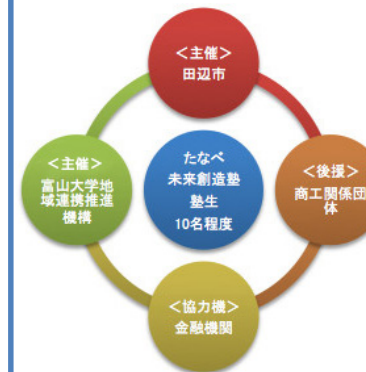 ＜主催＞
田辺市
＜主催＞
富山大学地
域連携推進
機構
たなべ
未来創造塾
塾生
10名程度
＜後援＞
商工関係団
体
＜協力機＞
金融機関